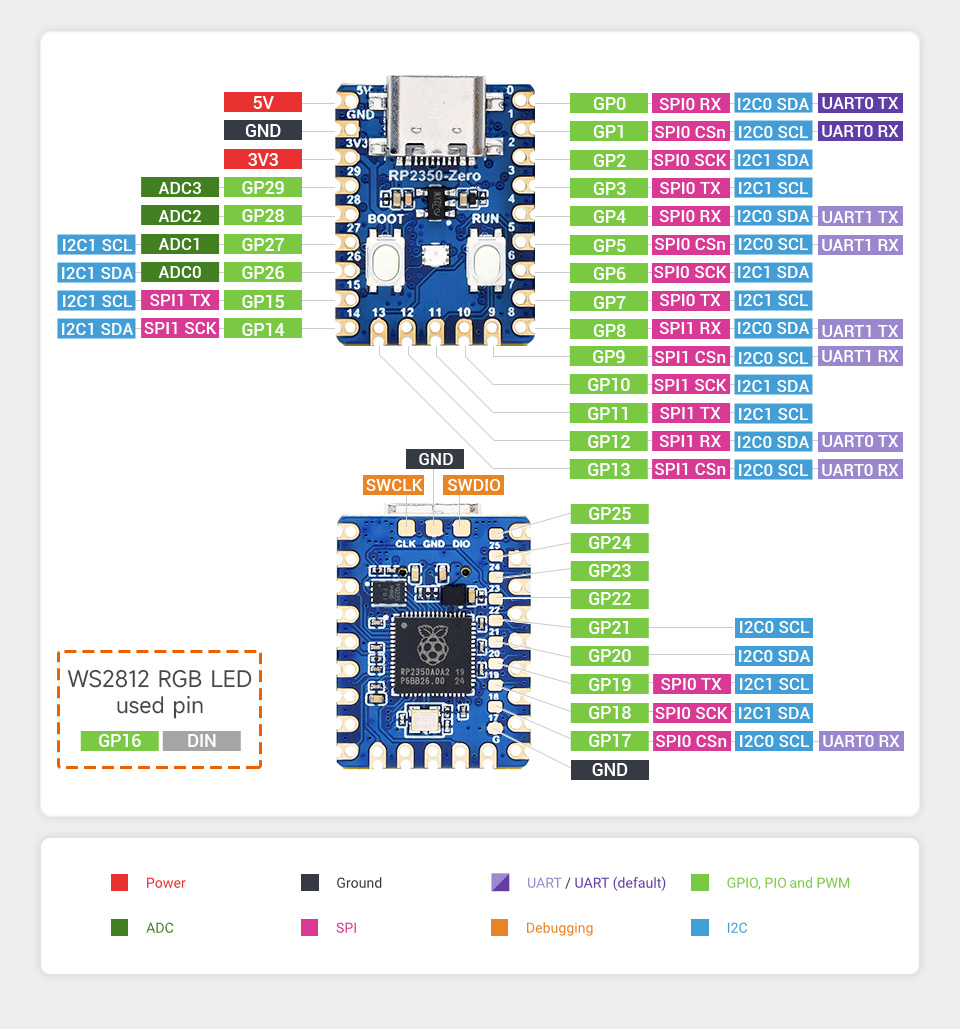 5V
GND
3V3
ADC3 GP29
ADC2 GP28
I2C1 SCL ADC1 GP27
I2C1 SDA ADC0 GP26
I2C1 SCL SPI1 TX GP15
I2C1 SDA SPI1 SCK GP14
5V
GND
3V3
29
28
27
26
15
14
RP2350-Zero
BOOT
RUN
0
1
2
3
4
5
6
7
13 12 11 10 9 8
GP0 SPI0 RX I2C0 SDA UART0 TX
GP1 SPI0 CSn I2C0 SCL UART0 RX
GP2 SPI0 SCK I2C1 SDA
GP3 SPI0 TX I2C1 SCL
GP4 SPI0 RX I2C0 SDA UART1 TX
GP5 SPI0 CSn I2C0 SCL UART1 RX
GP6 SPI0 SCK I2C1 SDA
GP7 SPI0 TX I2C1 SCL
GP8 SPI1 RX I2C0 SDA UART1 TX
GP9 SPI1 CSn I2C0 SCL UART1 RX
GP10 SPI1 SCK I2C1 SDA
GP11 SPI1 TX I2C1 SCL
GP12 SPI1 RX I2C0 SDA UART0 TX
GP13 SPI1 CSn I2C0 SCL UART0 RX
GND
SWCLK SWDIO
CLK GND DIO
25
24
23
22
21
20
19
18
17
G
RP2350A0A2 19
P6BB26.00 24
GP25
GP24
GP23
GP22
GP21 I2C0 SCL
GP20 I2C0 SDA
GP19 SPI0 TX I2C1 SCL
GP18 SPI0 SCK I2C1 SDA
GP17 SPI0 CSn I2C0 SCL UART0 RX
GND
WS2812 RGB LED
used pin
GP16 DIN
Power
Ground
UART / UART (default)
GPIO, PIO and PWM
ADC
SPI
Debugging
I2C